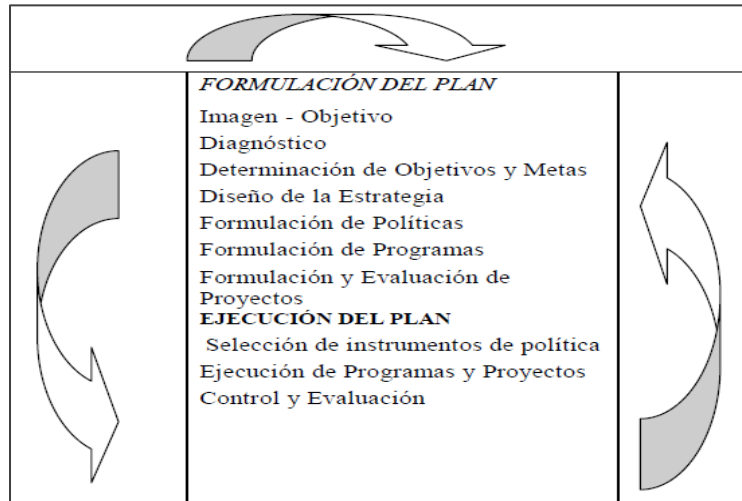 FORMULACIÓN DEL PLAN
Imagen - Objetivo
Diagnóstico
Determinación de Objetivos y Metas
Diseño de la Estrategia
Formulación de Políticas
Formulación de Programas
Formulación y Evaluación de
Proyectos
EJECUCIÓN DEL PLAN
Selección de instrumentos de política
Ejecución de Programas y Proyectos
Control y Evaluación